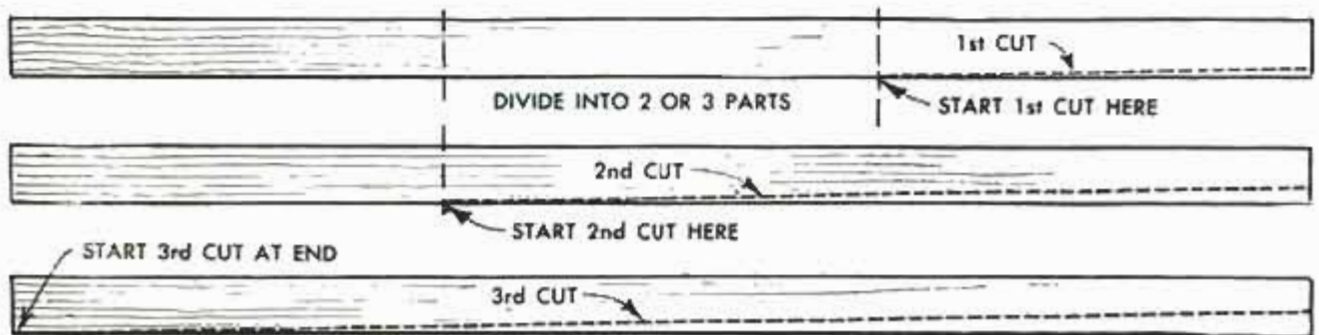 1st CUT
DIVIDE INTO 2 OR 3 PARTS
START 1st CUT HERE
2nd CUT
START 2nd CUT HERE
START 3rd CUT AT END
3rd CUT